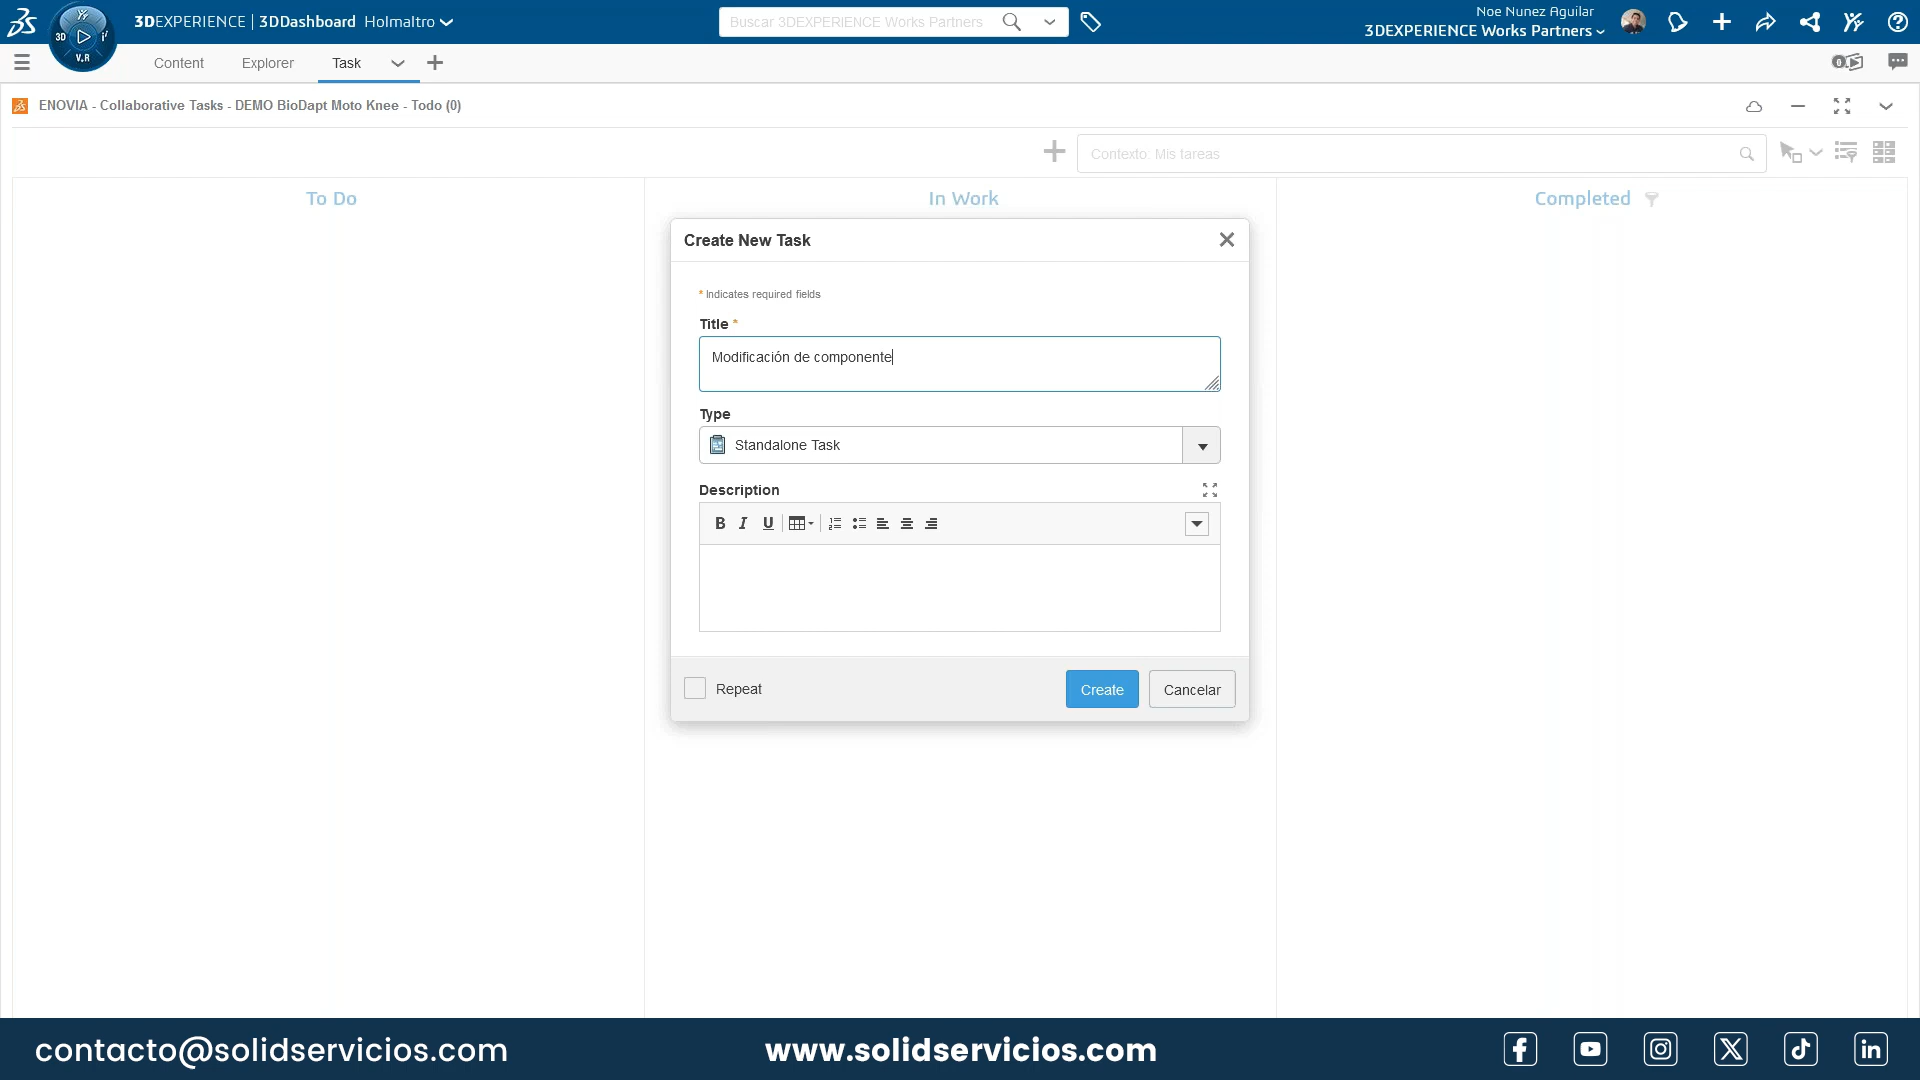 3DEXPERIENCE | 3DDashboard Holmaltro
Buscar 3DEXPERIENCE Works Partners
Noe Nunez Aguilar
3DEXPERIENCE Works Partners
3D
V.R
Content
Explorer
Task
0
ENOVIA - Collaborative Tasks - DEMO BioDapt Moto Knee - Todo (0)
Contexto: Mis tareas
To Do
In Work
Completed
Create New Task
* Indicates required fields
Title *
Modificación de componente
Type
Standalone Task
Description
B I U
Repeat
Create
Cancelar
contacto@solidservicios.com
www.solidservicios.com